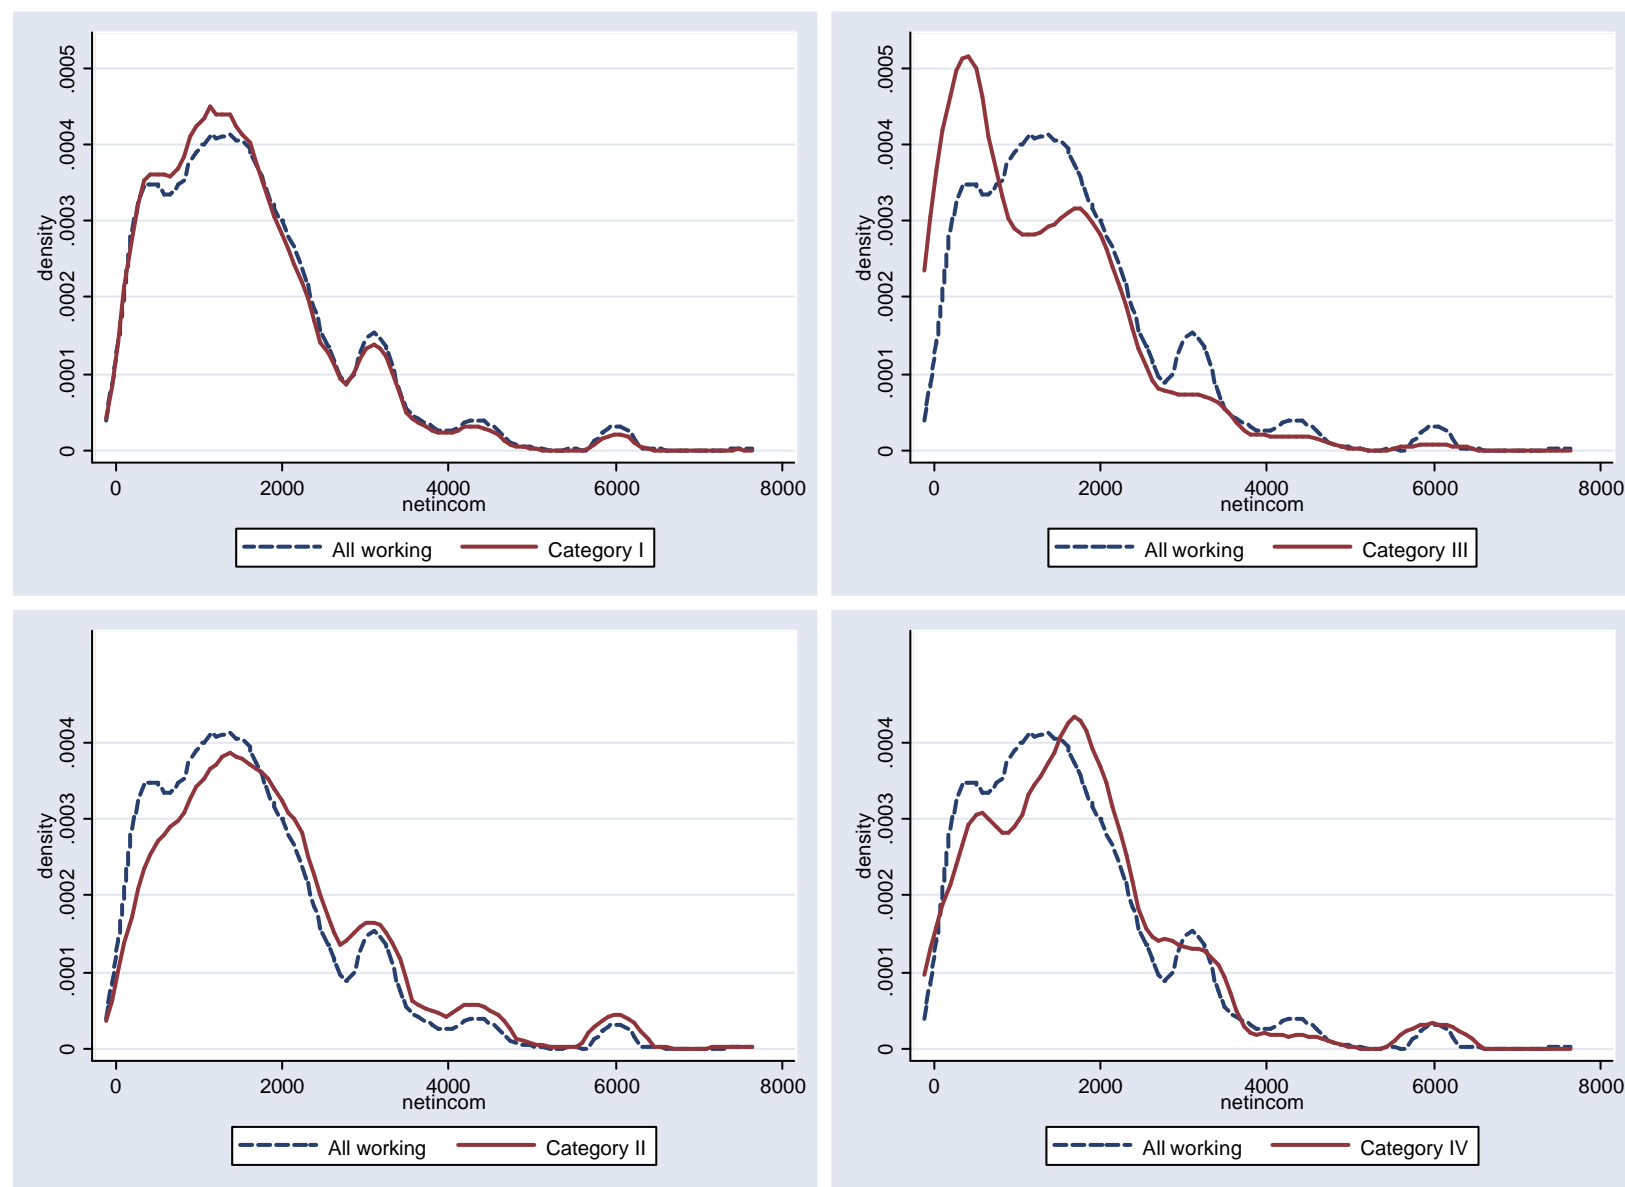 density
.0005
.0004
.0003
.0002
.0001
0
0 2000 4000 6000 8000
netincom
All working Category I
density
.0005
.0004
.0003
.0002
.0001
0
0 2000 4000 6000 8000
netincom
All working Category III
density
.0004
.0003
.0002
.0001
0
0 2000 4000 6000 8000
netincom
All working Category II
density
.0004
.0003
.0002
.0001
0
0 2000 4000 6000 8000
netincom
All working Category IV